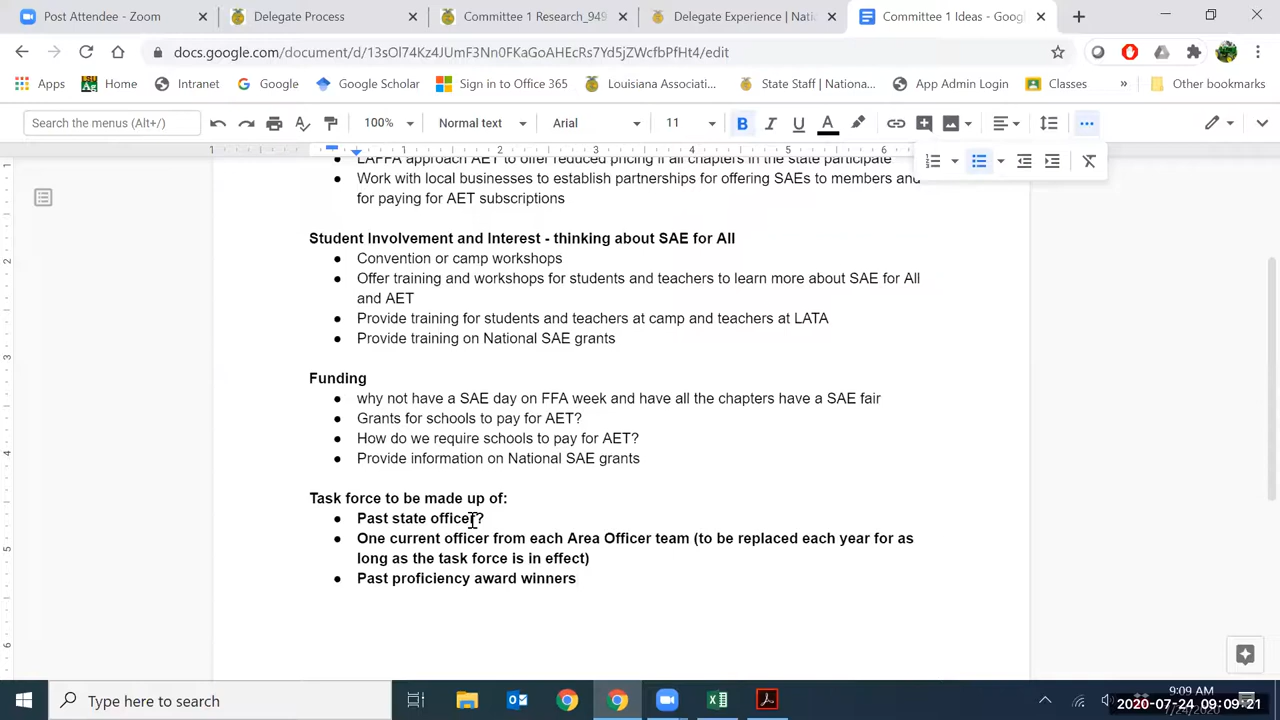 Post Attendee - Zoom
Delegate Process
Committee 1 Research_945
Delegate Experience | Nati
Committee 1 Ideas - Goog
docs.google.com/document/d/13sOl74Kz4JUmF3Nn0FKaGoAHEcRs7Yd5jZWcfbPfHt4/edit
Apps
Home
Intranet
Google
Google Scholar
Sign in to Office 365
Louisiana Associati...
State Staff | Nationa...
App Admin Login
Classes
»
Other bookmarks
Search the menus (Alt+/)
100%
Normal text
Arial
11
B
I
U
A
1 1 2 3 4 5 6
LAFFA approach AET to offer reduced pricing if all chapters in the state participate
Work with local businesses to establish partnerships for offering SAEs to members and
for paying for AET subscriptions
Student Involvement and Interest - thinking about SAE for All
● Convention or camp workshops
● Offer training and workshops for students and teachers to learn more about SAE for All
and AET
● Provide training for students and teachers at camp and teachers at LATA
● Provide training on National SAE grants
Funding
● why not have a SAE day on FFA week and have all the chapters have a SAE fair
● Grants for schools to pay for AET?
● How do we require schools to pay for AET?
● Provide information on National SAE grants
Task force to be made up of:
● Past state officer?
● One current officer from each Area Officer team (to be replaced each year for as
long as the task force is in effect)
● Past proficiency award winners
Type here to search
9:09 AM
2020-07-24 09:09:21